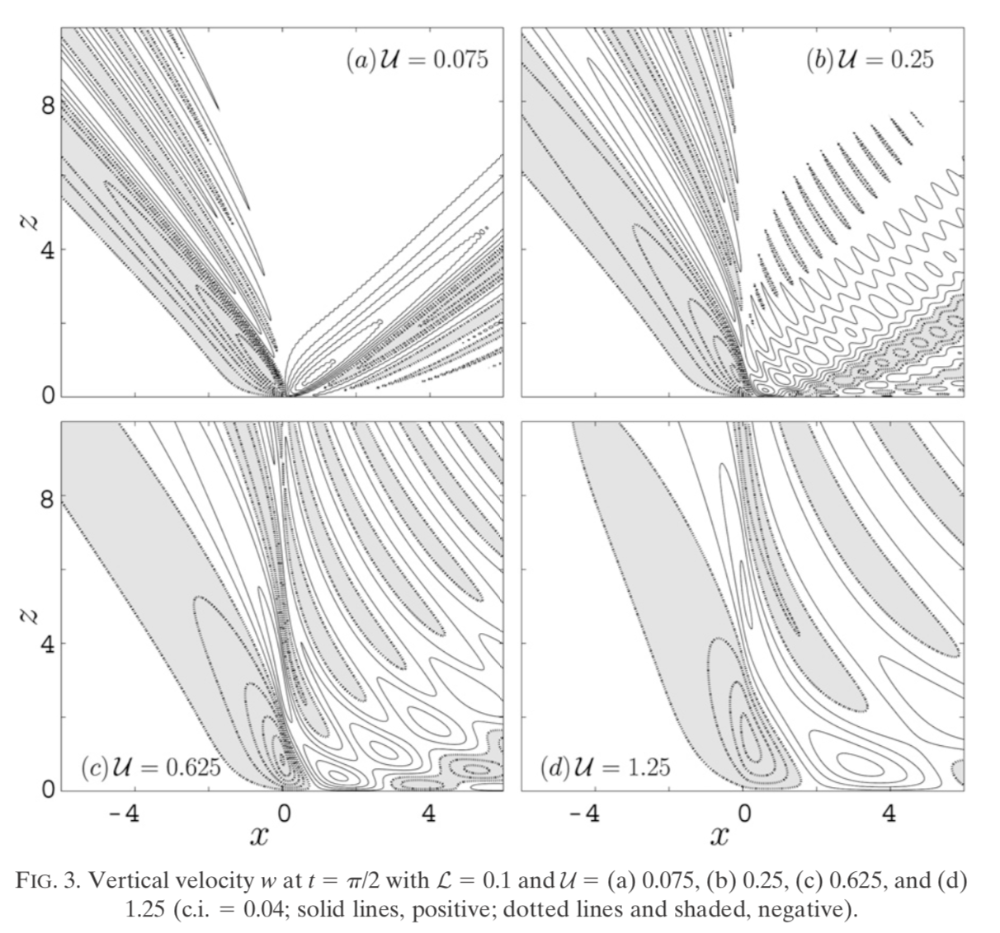 (a) 𝒰 = 0.075
(b) 𝒰 = 0.25
8
4
0
z
(c) 𝒰 = 0.625
(d) 𝒰 = 1.25
8
4
0
z
−4 0 4
−4 0 4
x
x
FIG. 3. Vertical velocity w at t = π/2 with ℒ = 0.1 and 𝒰 = (a) 0.075, (b) 0.25, (c) 0.625, and (d)
1.25 (c.i. = 0.04; solid lines, positive; dotted lines and shaded, negative).